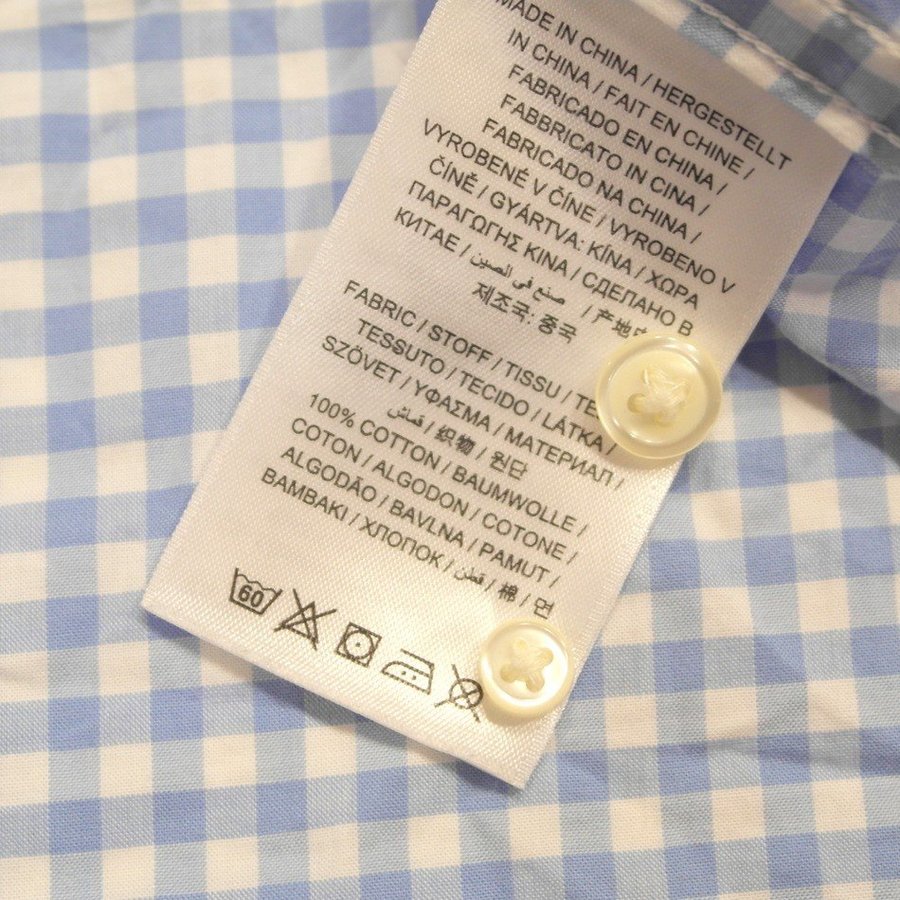 MADE IN CHINA / HERGESTELLT
IN CHINA / FAIT EN CHINE /
FABRICADO EN CHINA /
FABBRICATO IN CINA /
FABRICADO NA CHINA /
VYROBENÉ V ČÍNE / VYROBENO V
ČÍNĚ / GYÁRTVA: KÍNA / ΧΩΡΑ
ΠΑΡΑΓΩΓΗΣ ΚΙΝΑ / СДЕЛАНО В
КИТАЕ / صنع في الصين / 产地
제조국: 중국
FABRIC / STOFF / TISSU /
TESSUTO / TECIDO / LÁTKA /
SZÖVET / ΥΦΑΣΜΑ / МАТЕРИАЛ /
قماش / 织物 / 원단
100% COTTON / BAUMWOLLE /
COTON / ALGODON / COTONE /
ALGODÃO / BAVLNA / PAMUT /
BAMBAKI / ХЛОПОК / قطن / 棉 / 면
60